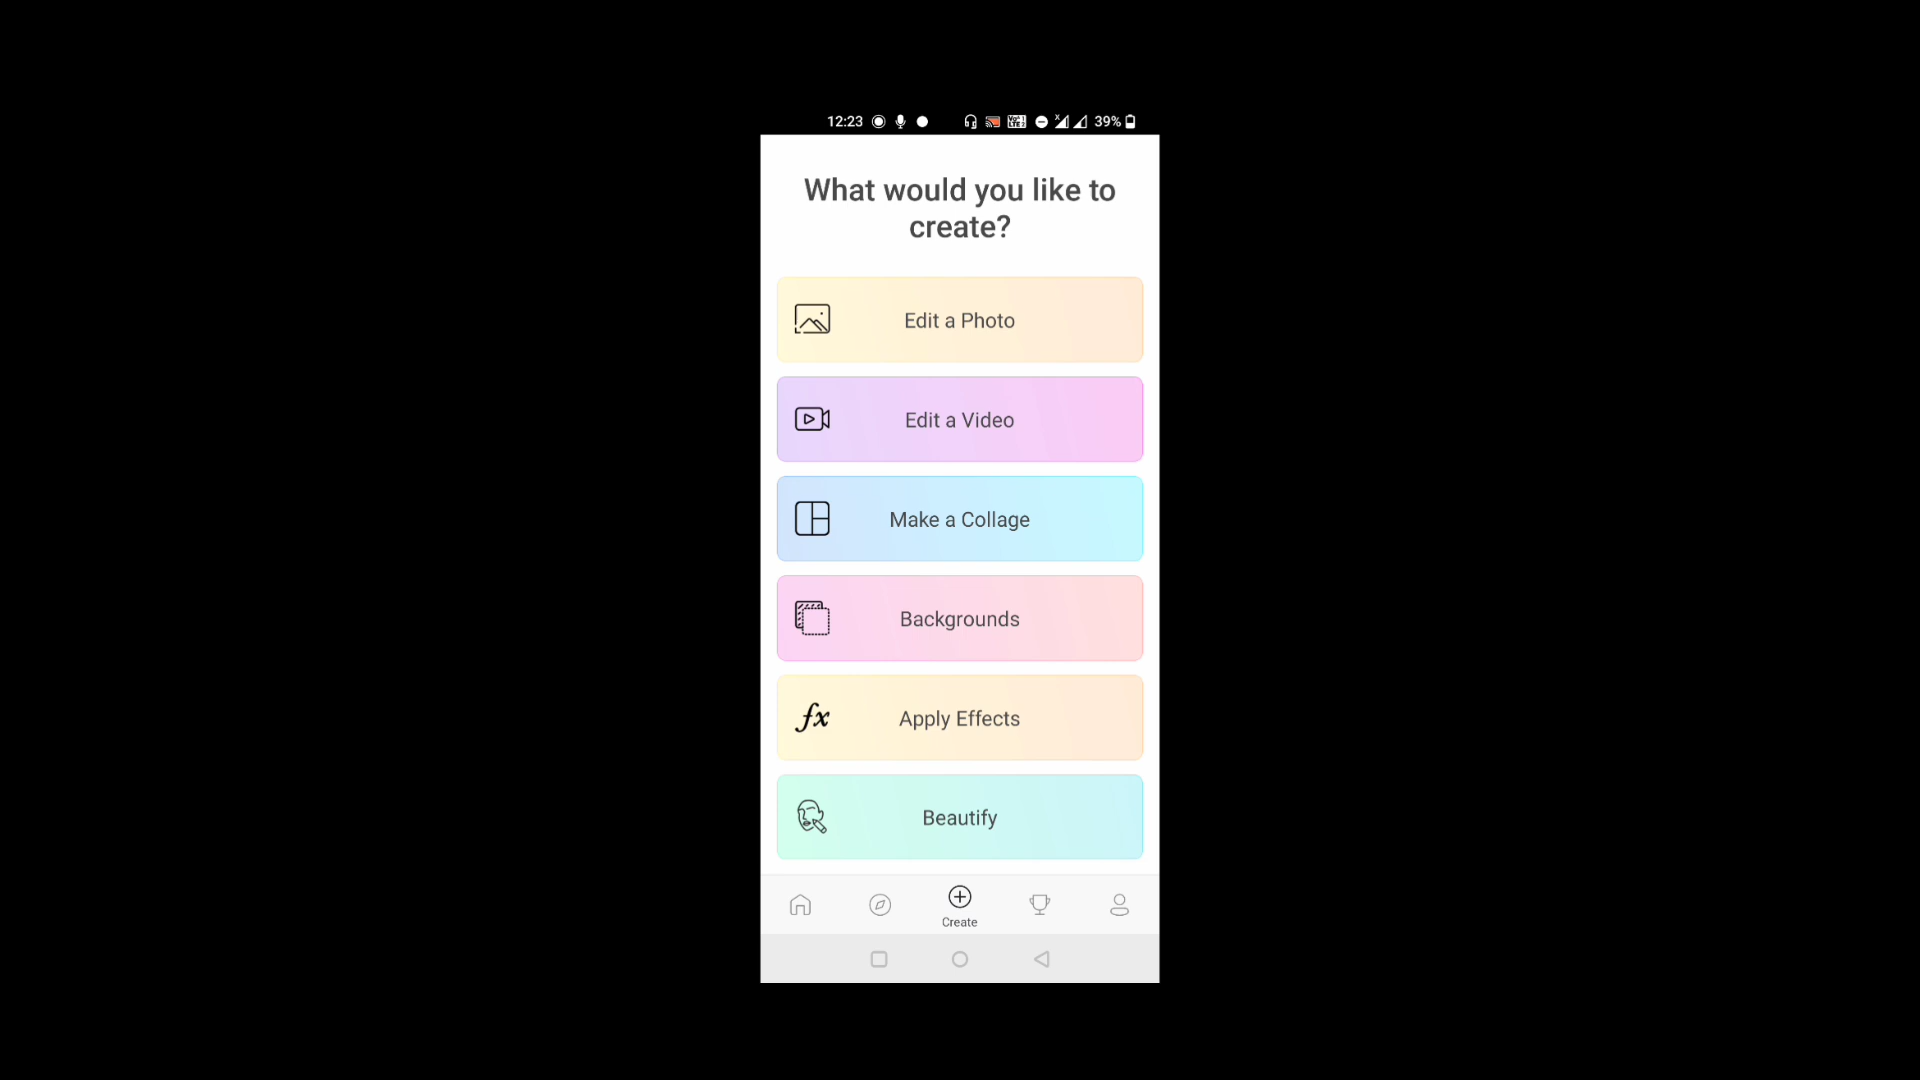 12:23 39%
What would you like to
create?
Edit a Photo
Edit a Video
Make a Collage
Backgrounds
fx Apply Effects
Beautify
Create